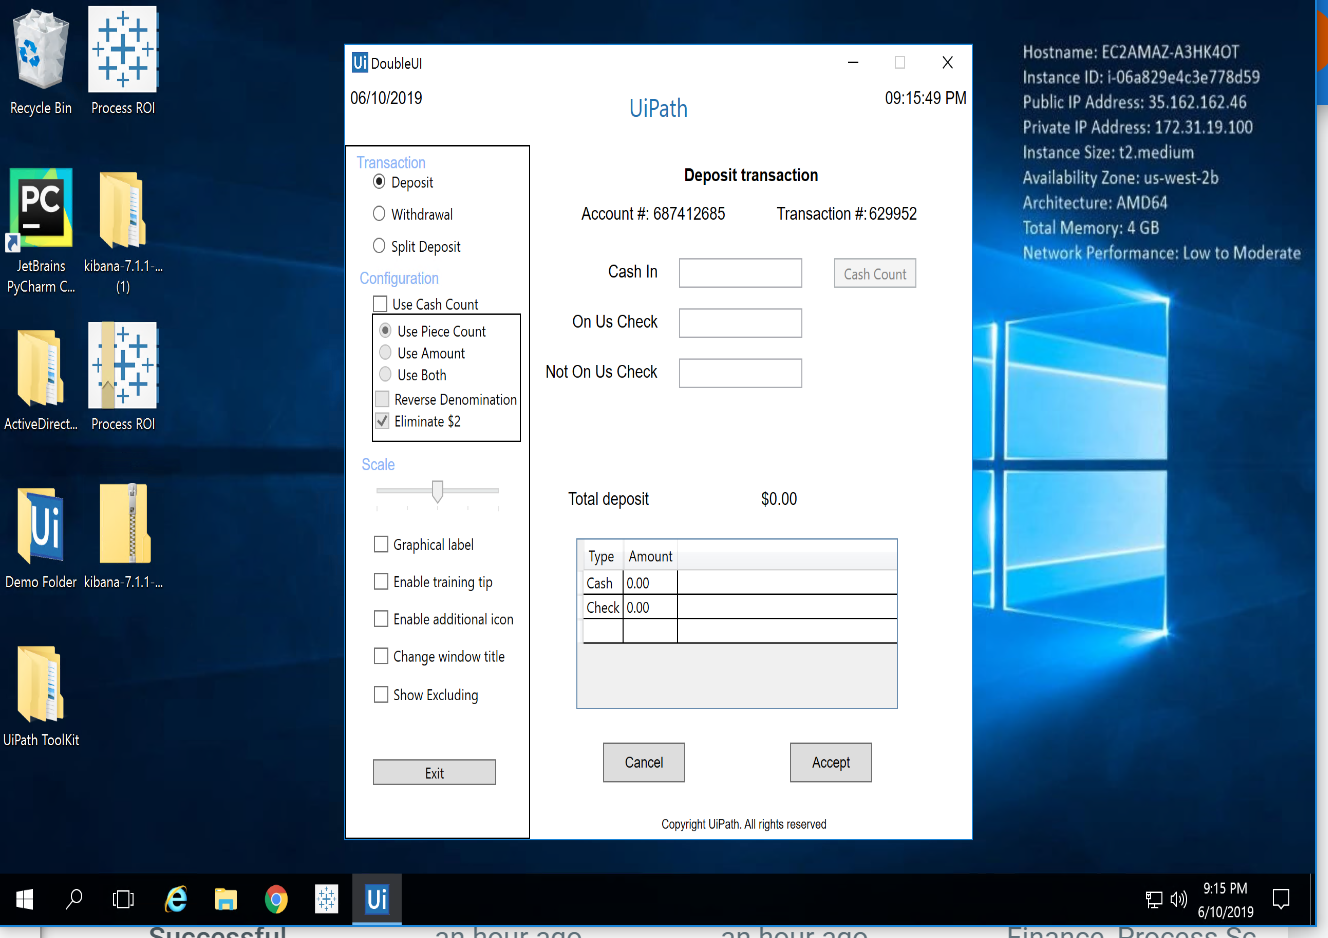 Recycle Bin
Process ROI
PC
JetBrains
PyCharm C...
kibana-7.1.1-...
(1)
ActiveDirect...
Process ROI
Ui
Demo Folder
kibana-7.1.1-...
UiPath ToolKit
Ui DoubleUI
06/10/2019
UiPath
09:15:49 PM
Transaction
Deposit
Withdrawal
Split Deposit
Configuration
Use Cash Count
Use Piece Count
Use Amount
Use Both
Reverse Denomination
Eliminate $2
Scale
Graphical label
Enable training tip
Enable additional icon
Change window title
Show Excluding
Exit
Deposit transaction
Account #: 687412685 Transaction #: 629952
Cash In
Cash Count
On Us Check
Not On Us Check
Total deposit $0.00
Type Amount
Cash 0.00
Check 0.00
Cancel Accept
Copyright UiPath. All rights reserved
Hostname: EC2AMAZ-A3HK4OT
Instance ID: i-06a829e4c3e778d59
Public IP Address: 35.162.162.46
Private IP Address: 172.31.19.100
Instance Size: t2.medium
Availability Zone: us-west-2b
Architecture: AMD64
Total Memory: 4 GB
Network Performance: Low to Moderate
Ui
9:15 PM
6/10/2019
Successful an hour ago an hour ago Finance Process Sc